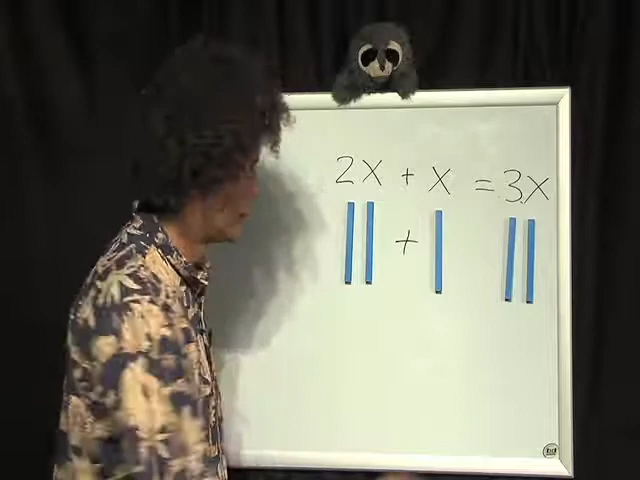 2x + x = 3x
+